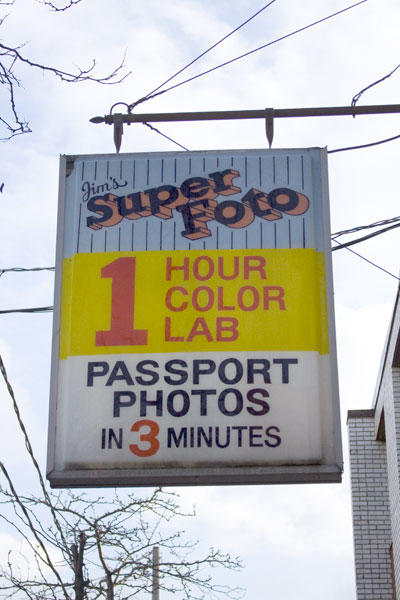 Jim's
Super
Foto
1 HOUR
COLOR
LAB
PASSPORT
PHOTOS
IN 3 MINUTES